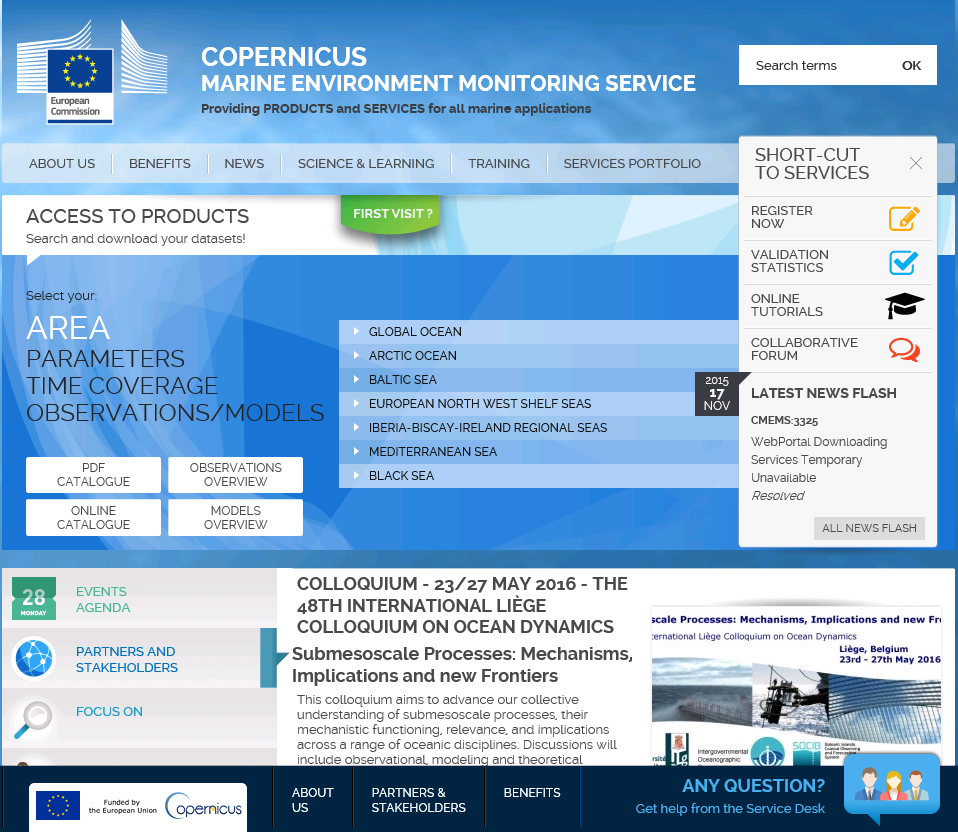 European
Commission
COPERNICUS
MARINE ENVIRONMENT MONITORING SERVICE
Providing PRODUCTS and SERVICES for all marine applications
Search terms OK
ABOUT US BENEFITS NEWS SCIENCE & LEARNING TRAINING SERVICES PORTFOLIO
SHORT-CUT
TO SERVICES
REGISTER
NOW
VALIDATION
STATISTICS
ONLINE
TUTORIALS
COLLABORATIVE
FORUM
ACCESS TO PRODUCTS
Search and download your datasets!
FIRST VISIT ?
Select your:
AREA
PARAMETERS
TIME COVERAGE
OBSERVATIONS/MODELS
PDF
CATALOGUE
OBSERVATIONS
OVERVIEW
ONLINE
CATALOGUE
MODELS
OVERVIEW
GLOBAL OCEAN
ARCTIC OCEAN
BALTIC SEA
EUROPEAN NORTH WEST SHELF SEAS
IBERIA-BISCAY-IRELAND REGIONAL SEAS
MEDITERRANEAN SEA
BLACK SEA
2015
17
NOV
LATEST NEWS FLASH
CMEMS:3325
WebPortal Downloading
Services Temporary
Unavailable
Resolved
ALL NEWS FLASH
28
MONDAY
EVENTS
AGENDA
PARTNERS AND
STAKEHOLDERS
FOCUS ON
COLLOQUIUM - 23/27 MAY 2016 - THE
48TH INTERNATIONAL LIÈGE
COLLOQUIUM ON OCEAN DYNAMICS
Submesoscale Processes: Mechanisms,
Implications and new Frontiers
This colloquium aims to advance our collective
understanding of submesoscale processes, their
mechanistic functioning, relevance, and implications
across a range of oceanic disciplines. Discussions will
include observational, modeling and theoretical
scale Processes: Mechanisms, Implications and new Fro
ternational Liège Colloquium on Ocean Dynamics
Liège, Belgium
23rd - 27th May 2016
Intergovernmental
Oceanographic
SOCIB
Balearic Islands
Coastal Observing
and Forecasting
System
Funded by
the European Union
Copernicus
ABOUT
US
PARTNERS &
STAKEHOLDERS
BENEFITS
ANY QUESTION?
Get help from the Service Desk